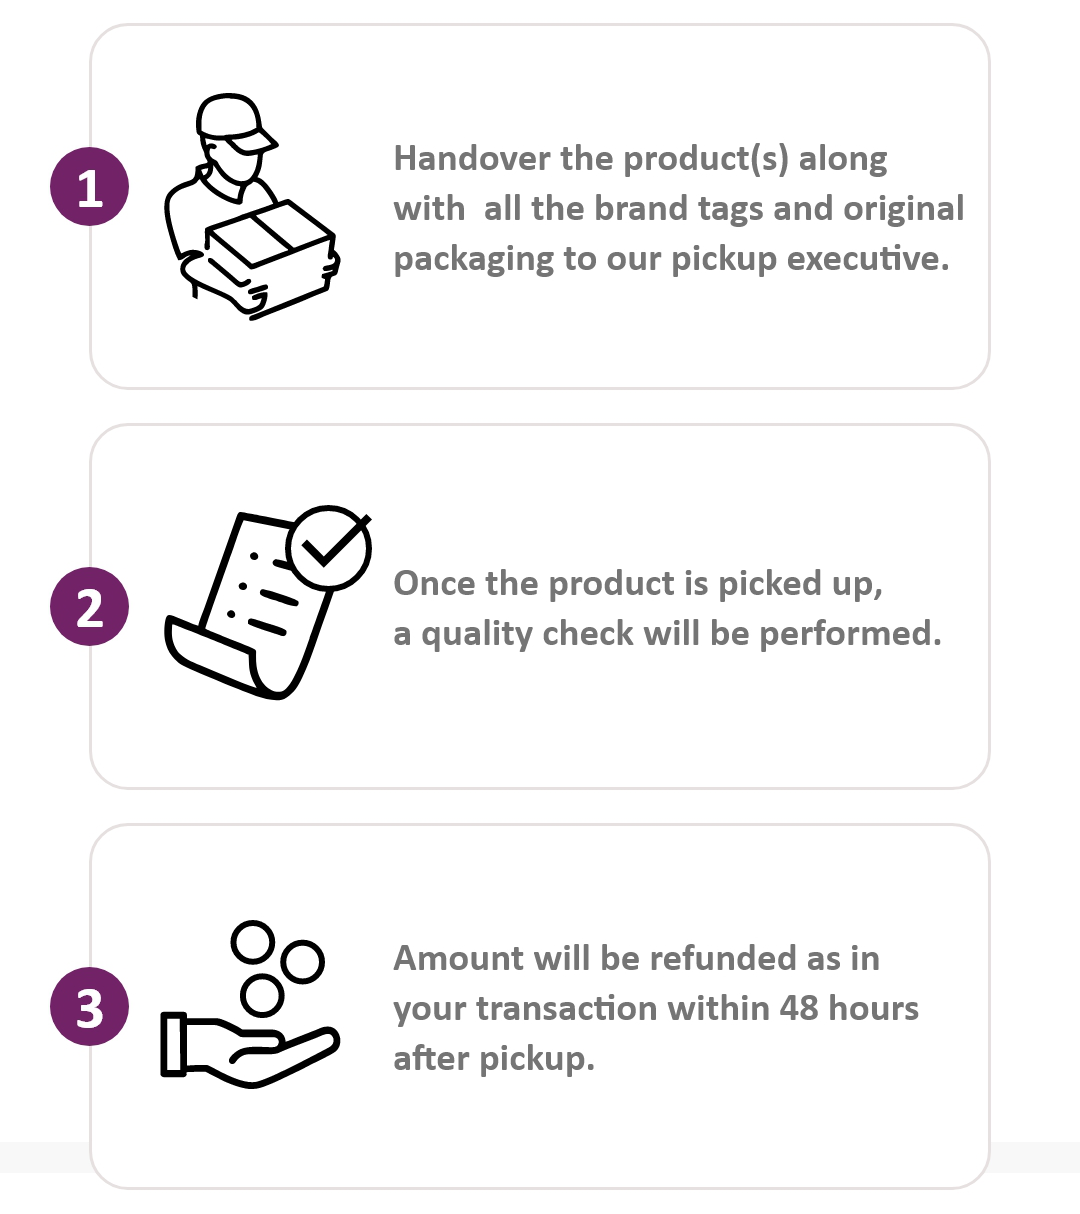 1
Handover the product(s) along
with  all the brand tags and original
packaging to our pickup executive.
2
Once the product is picked up,
a quality check will be performed.
3
Amount will be refunded as in
your transaction within 48 hours
after pickup.